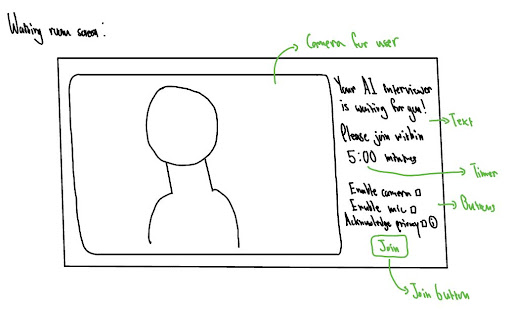 Waiting room screen:
Camera for user
Your AI Interviewer
is waiting for you!
Text
Please join within
5:00 minutes
Timer
Enable camera
Enable mic
Buttons
Acknowledge privacy
Join
Join button